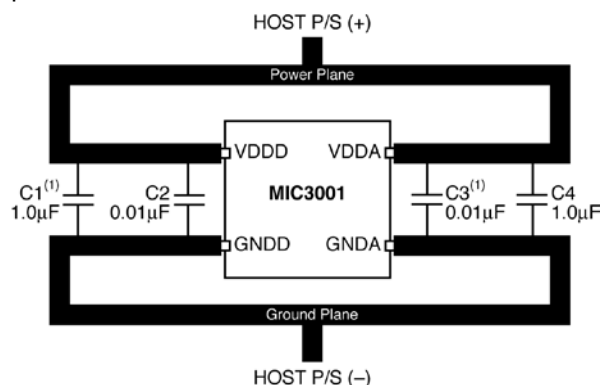 HOST P/S (+)
Power Plane
VDDD
VDDA
C1(1)
1.0µF
C2
0.01µF
MIC3001
C3(1)
0.01µF
C4
1.0µF
GNDD
GNDA
Ground Plane
HOST P/S (–)